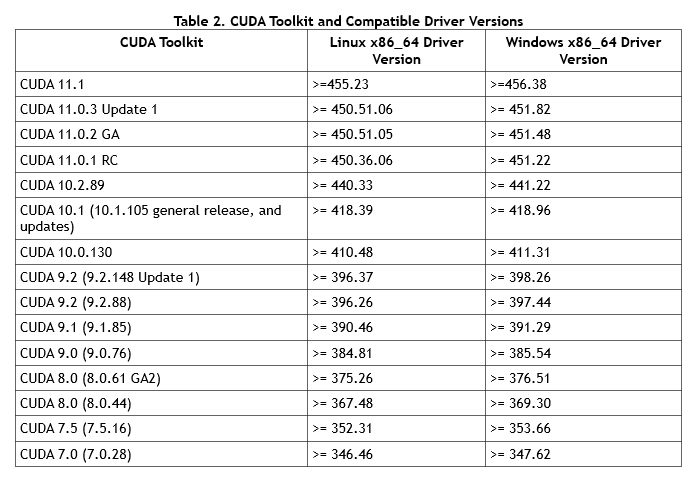 Table 2. CUDA Toolkit and Compatible Driver Versions
CUDA Toolkit Linux x86_64 Driver Version Windows x86_64 Driver Version
CUDA 11.1 >=455.23 >=456.38
CUDA 11.0.3 Update 1 >= 450.51.06 >= 451.82
CUDA 11.0.2 GA >= 450.51.05 >= 451.48
CUDA 11.0.1 RC >= 450.36.06 >= 451.22
CUDA 10.2.89 >= 440.33 >= 441.22
CUDA 10.1 (10.1.105 general release, and updates) >= 418.39 >= 418.96
CUDA 10.0.130 >= 410.48 >= 411.31
CUDA 9.2 (9.2.148 Update 1) >= 396.37 >= 398.26
CUDA 9.2 (9.2.88) >= 396.26 >= 397.44
CUDA 9.1 (9.1.85) >= 390.46 >= 391.29
CUDA 9.0 (9.0.76) >= 384.81 >= 385.54
CUDA 8.0 (8.0.61 GA2) >= 375.26 >= 376.51
CUDA 8.0 (8.0.44) >= 367.48 >= 369.30
CUDA 7.5 (7.5.16) >= 352.31 >= 353.66
CUDA 7.0 (7.0.28) >= 346.46 >= 347.62